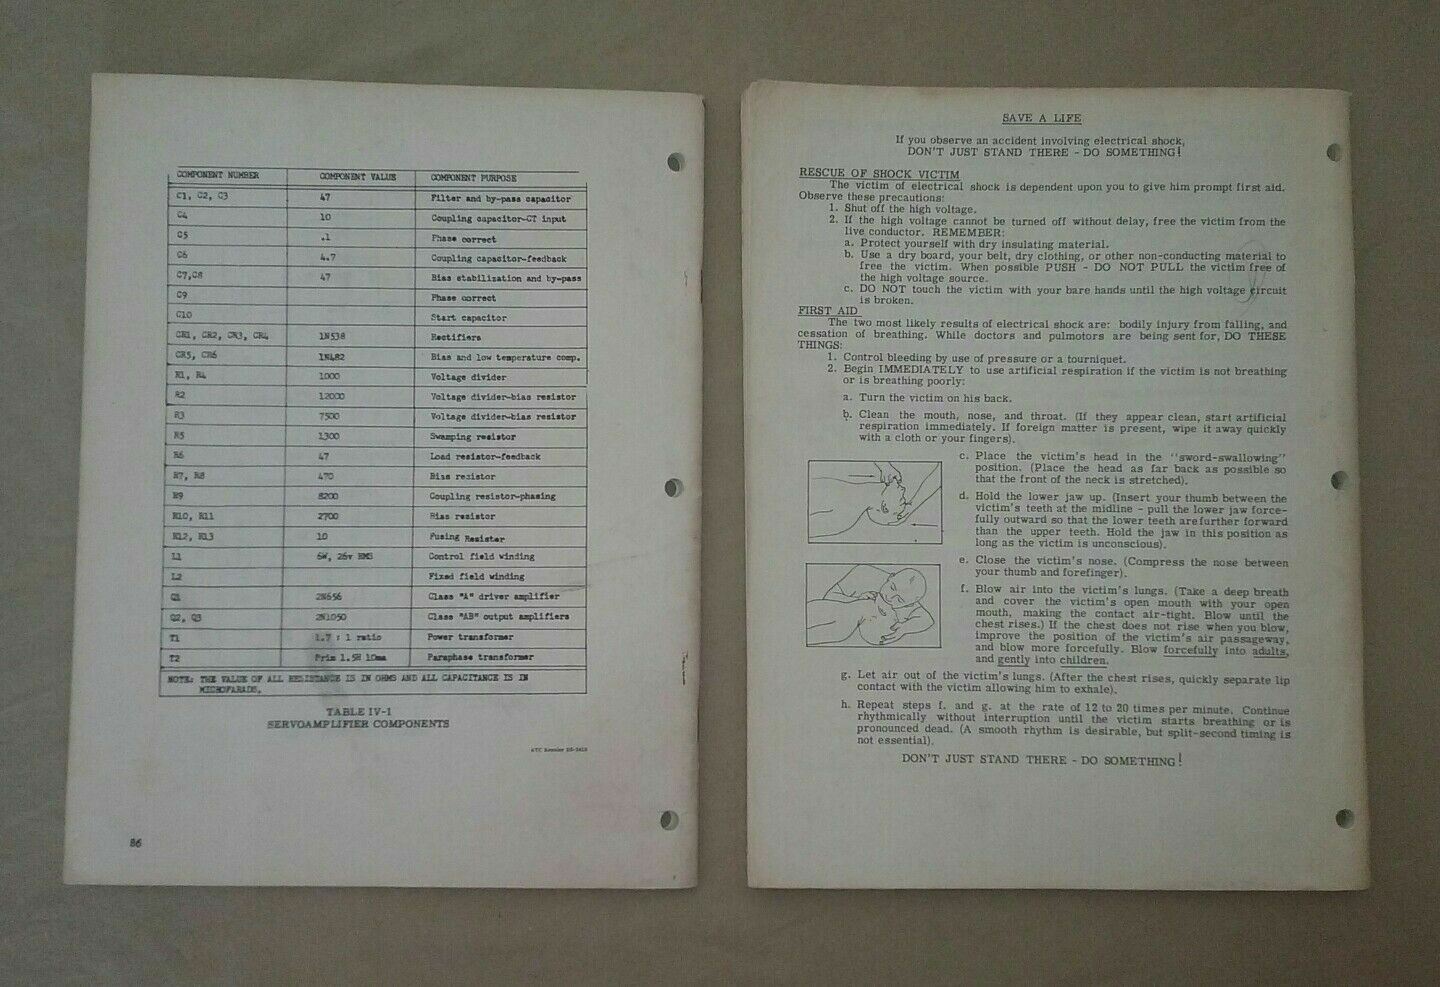 COMPONENT NUMBER COMPONENT VALUE COMPONENT PURPOSE
C1, C2, C3 47 Filter and by-pass capacitor
C4 10 Coupling capacitor-CT input
C5 .1 Phase correct
C6 4.7 Coupling capacitor-feedback
C7,C8 47 Bias stabilization and by-pass
C9 Phase correct
C10 Start capacitor
CR1, CR2, CR3, CR4 1N538 Rectifiers
CR5, CR6 1N482 Bias and low temperature comp.
R1, R4 1000 Voltage divider
R2 12000 Voltage divider-bias resistor
R3 7500 Voltage divider-bias resistor
R5 1300 Swamping resistor
R6 47 Load resistor-feedback
R7, R8 470 Bias resistor
R9 8200 Coupling resistor-phasing
R10, R11 2700 Bias resistor
R12, R13 10 Fusing Resistor
L1 6W, 26v RMS Control field winding
L2 Fixed field winding
Q1 2N656 Class "A" driver amplifier
Q2, Q3 2N1050 Class "AB" output amplifiers
T1 1.7 : 1 ratio Power transformer
T2 Prim 1.5H 10ma Paraphase transformer
NOTE: THE VALUE OF ALL RESISTANCE IS IN OHMS AND ALL CAPACITANCE IS IN
MICROFARADS.
TABLE IV-1
SERVOAMPLIFIER COMPONENTS
ATC Keesler
86
SAVE A LIFE
If you observe an accident involving electrical shock,
DON'T JUST STAND THERE - DO SOMETHING!
RESCUE OF SHOCK VICTIM
The victim of electrical shock is dependent upon you to give him prompt first aid.
Observe these precautions:
1. Shut off the high voltage.
2. If the high voltage cannot be turned off without delay, free the victim from the
live conductor. REMEMBER:
a. Protect yourself with dry insulating material.
b. Use a dry board, your belt, dry clothing, or other non-conducting material to
free the victim. When possible PUSH - DO NOT PULL the victim free of
the high voltage source.
c. DO NOT touch the victim with your bare hands until the high voltage circuit
is broken.
FIRST AID
The two most likely results of electrical shock are: bodily injury from falling, and
cessation of breathing. While doctors and pulmotors are being sent for, DO THESE
THINGS:
1. Control bleeding by use of pressure or a tourniquet.
2. Begin IMMEDIATELY to use artificial respiration if the victim is not breathing
or is breathing poorly:
a. Turn the victim on his back.
b. Clean the mouth, nose, and throat. (If they appear clean, start artificial
respiration immediately. If foreign matter is present, wipe it away quickly
with a cloth or your fingers).
c. Place the victim's head in the "sword-swallowing"
position. (Place the head as far back as possible so
that the front of the neck is stretched).
d. Hold the lower jaw up. (Insert your thumb between the
victim's teeth at the midline - pull the lower jaw force-
fully outward so that the lower teeth are further forward
than the upper teeth. Hold the jaw in this position as
long as the victim is unconscious).
e. Close the victim's nose. (Compress the nose between
your thumb and forefinger).
f. Blow air into the victim's lungs. (Take a deep breath
and cover the victim's open mouth with your open
mouth, making the contact air-tight. Blow until the
chest rises.) If the chest does not rise when you blow,
improve the position of the victim's air passageway,
and blow more forcefully. Blow forcefully into adults,
and gently into children.
g. Let air out of the victim's lungs. (After the chest rises, quickly separate lip
contact with the victim allowing him to exhale).
h. Repeat steps f. and g. at the rate of 12 to 20 times per minute. Continue
rhythmically without interruption until the victim starts breathing or is
pronounced dead. (A smooth rhythm is desirable, but split-second timing is
not essential).
DON'T JUST STAND THERE - DO SOMETHING!